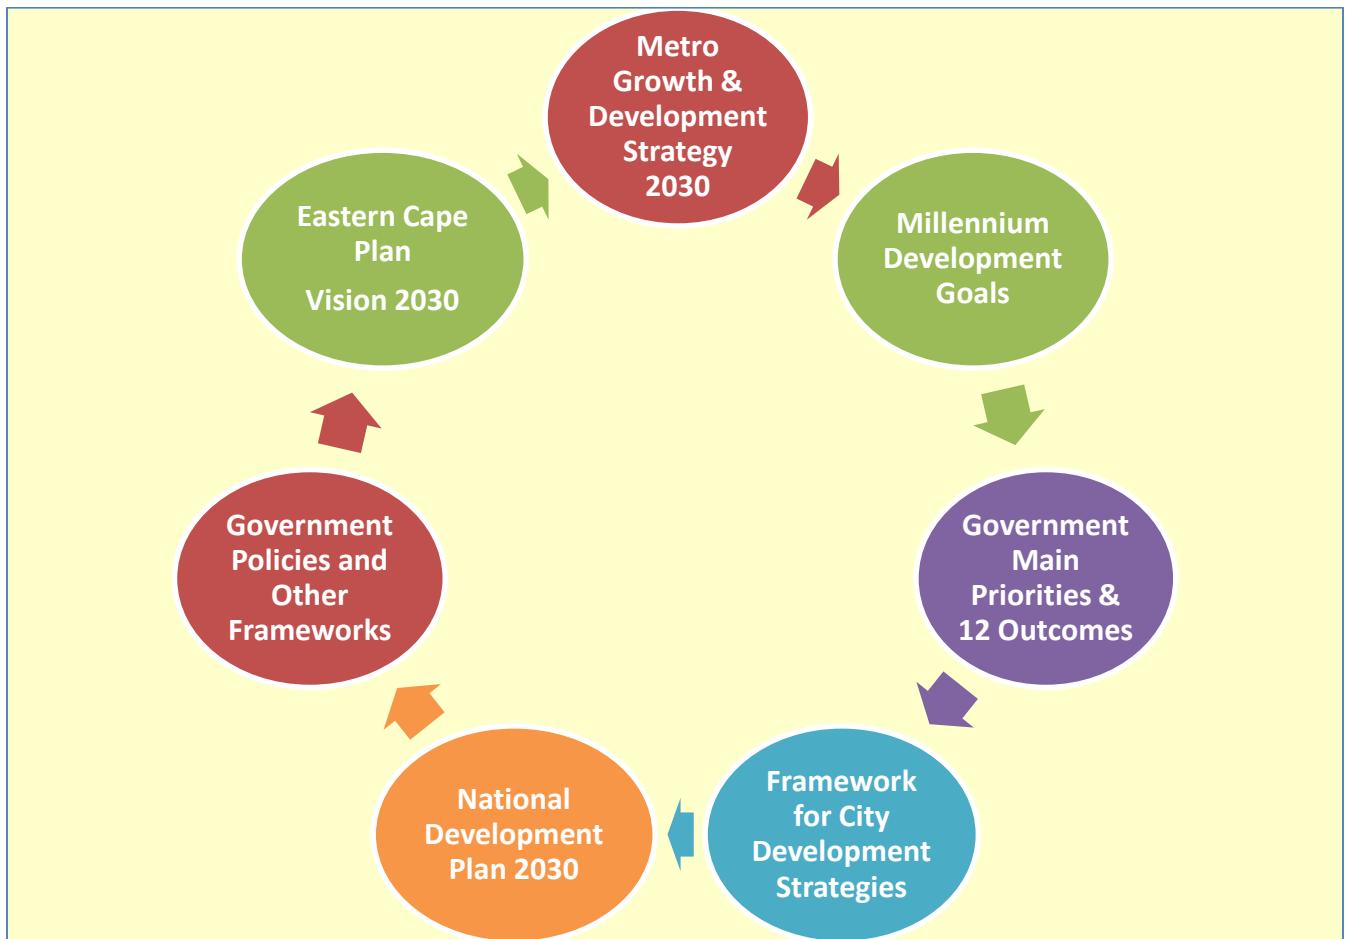 Metro
Growth &
Development
Strategy
2030
Millennium
Development
Goals
Government
Main
Priorities &
12 Outcomes
Framework
for City
Development
Strategies
National
Development
Plan 2030
Government
Policies and
Other
Frameworks
Eastern Cape
Plan
Vision 2030